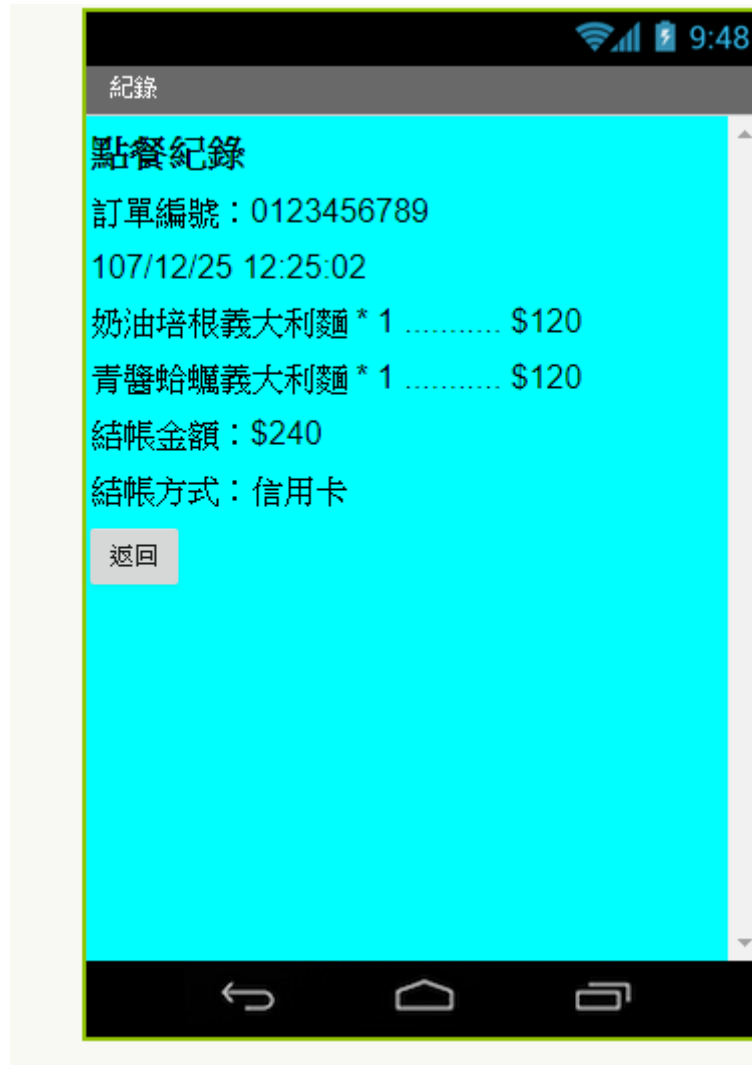 9:48
紀錄
點餐紀錄
訂單編號：0123456789
107/12/25 12:25:02
奶油培根義大利麵 * 1 ........... $120
青醬蛤蠣義大利麵 * 1 ........... $120
結帳金額：$240
結帳方式：信用卡
返回